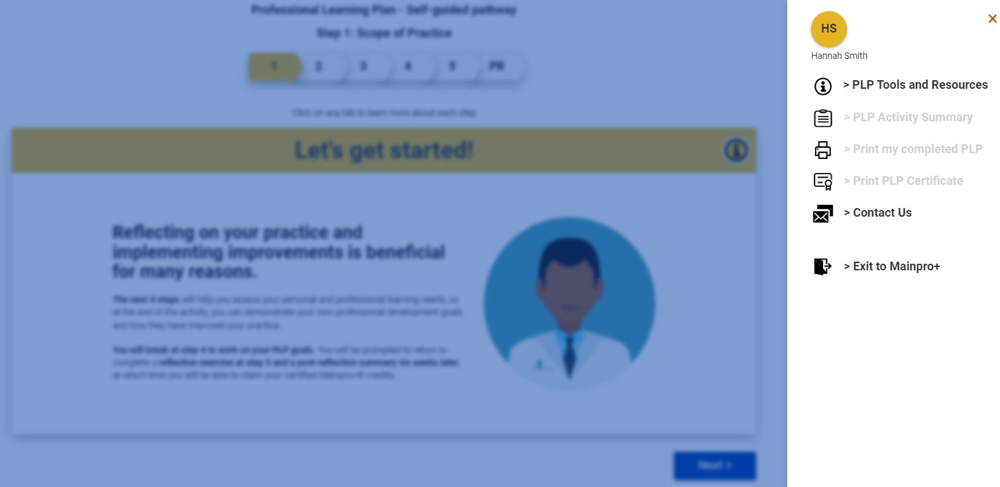 Professional Learning Plan - Self-guided pathway
Step 1: Scope of Practice
1 2 3 4 5 PR
Click on any tab to learn more about each step
Let's get started!
Reflecting on your practice and
implementing improvements is beneficial
for many reasons.
The next 4 steps will help you assess your personal and professional learning needs, so
at the end of the activity, you can demonstrate your own professional development goals
and how they have improved your practice.
You will break at step 4 to work on your PLP goals. You will be prompted to return to
complete a reflection exercise at step 5 and a post-reflection summary six weeks later,
at which time you will be able to claim your certified Mainpro+® credits.
Next >
HS
×
Hannah Smith
> PLP Tools and Resources
> PLP Activity Summary
> Print my completed PLP
> Print PLP Certificate
> Contact Us
> Exit to Mainpro+